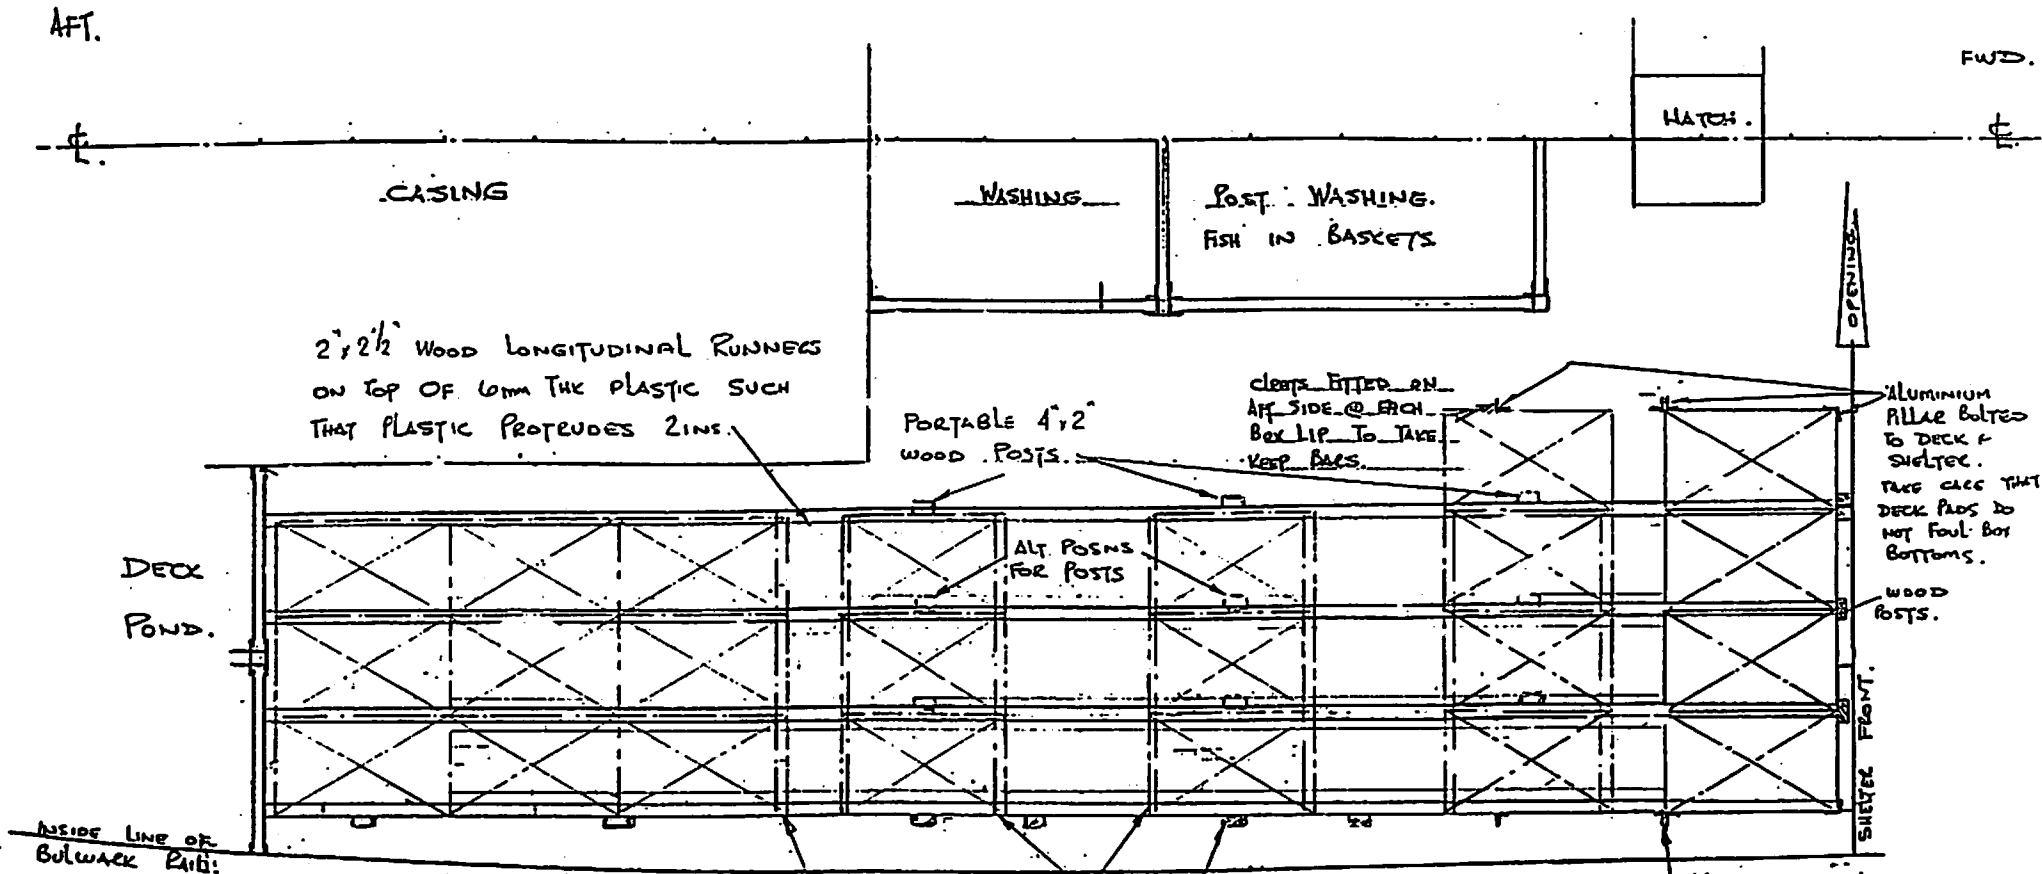 AFT.
FWD.
HATCH.
℄.
℄.
CASING
WASHING
POST WASHING.
FISH IN BASKETS
OPENING
2"x2½" WOOD LONGITUDINAL RUNNERS
ON TOP OF 6mm THK PLASTIC SUCH
THAT PLASTIC PROTRUDES 2INS.
PORTABLE 4"x2"
WOOD POSTS.
CLEATS FITTED ON
AFT SIDE @ EACH
BOX LIP TO TAKE
KEEP BARS.
ALUMINIUM
PILLAR BOLTED
TO DECK &
SHELTER.
TAKE CARE THAT
DECK PADS DO
NOT FOUL BOX
BOTTOMS.
ALT. POSNS
FOR POSTS
WOOD
POSTS.
DECK
POND.
SHELTER FRONT.
INSIDE LINE OF
BULWARK RAIL: